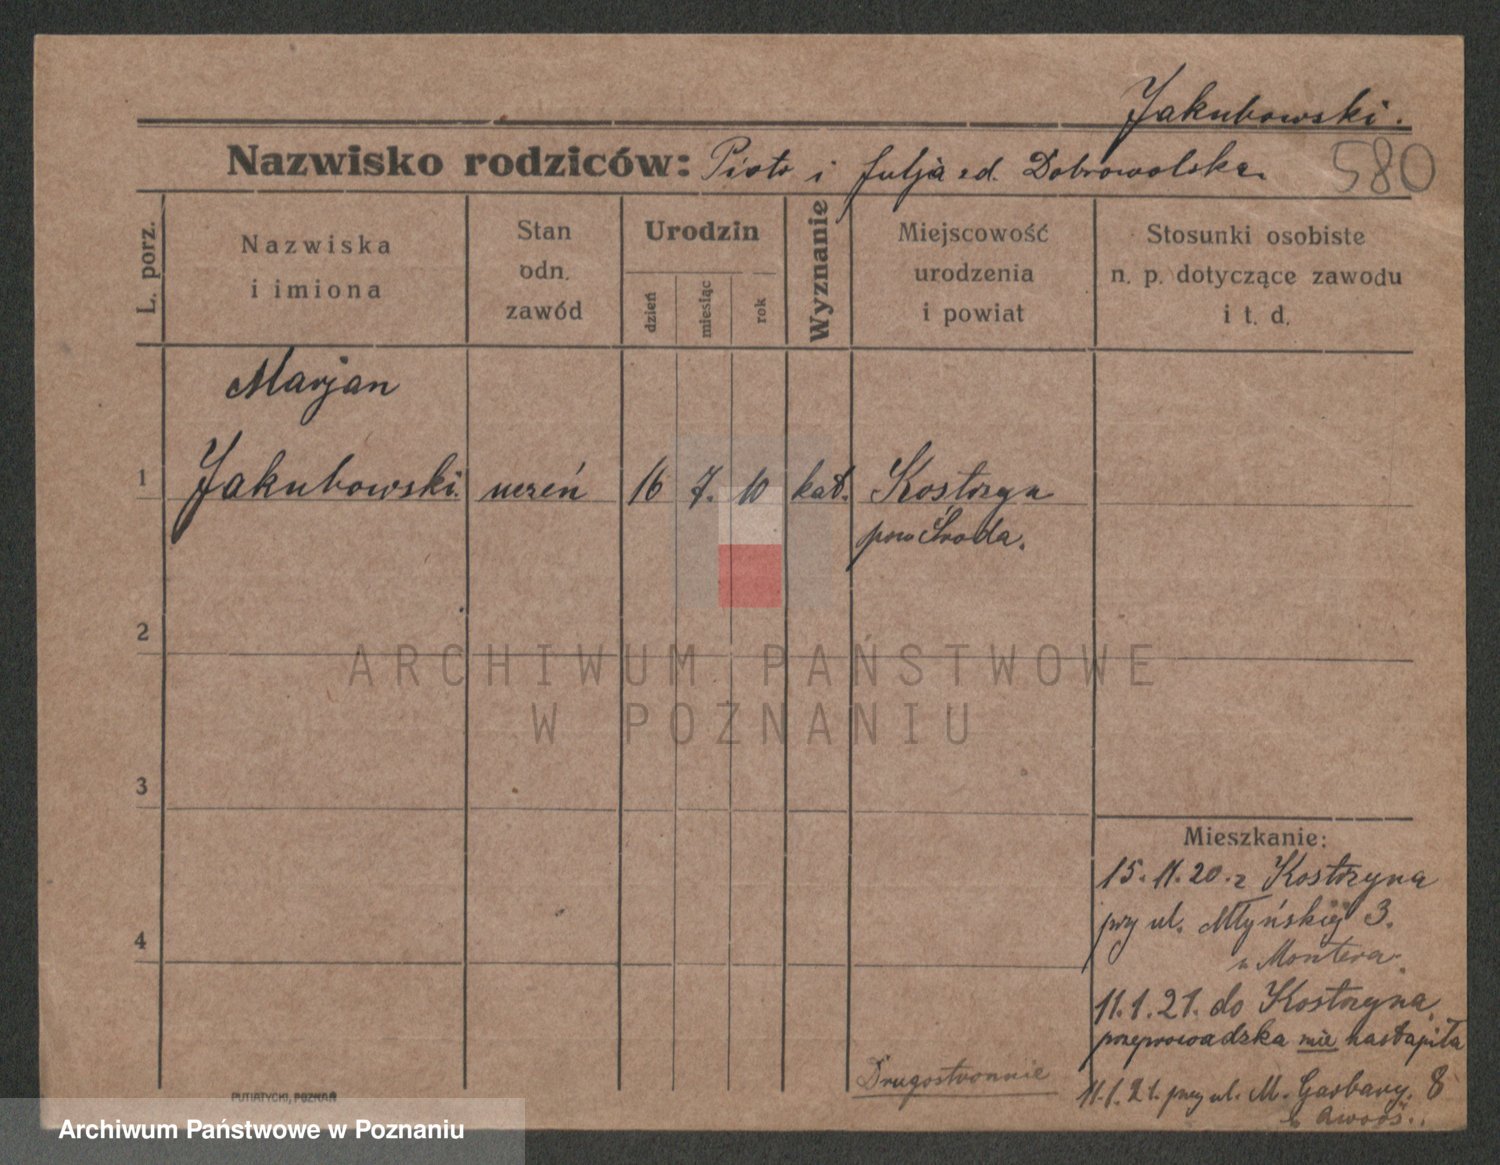 Jakubowski.
Nazwisko rodziców: Piotr i Julja zd. Dobrowolska.
580
L. porz.
Nazwiska
i imiona
Stan
odn.
zawód
Urodzin
dzień
miesiąc
rok
Wyznanie
Miejscowość
urodzenia
i powiat
Stosunki osobiste
n. p. dotyczące zawodu
i t. d.
Marjan
1 Jakubowski. uczeń 16 7. 10 kat. Kostrzyn
pow Środa.
2
ARCHIWUM PAŃSTWOWE
W POZNANIU
3
4
Mieszkanie:
15.11.20. z Kostrzyna
przy ul. Młyńskiej 3.
u Montera.
11.1.21. do Kostrzyna
przeprowadzka nie nastąpiła
11.1.21. przy ul. M. Garbary. 8
u
Drugostronnie
PUTIATYCKI, POZNAŃ
Archiwum Państwowe w Poznaniu